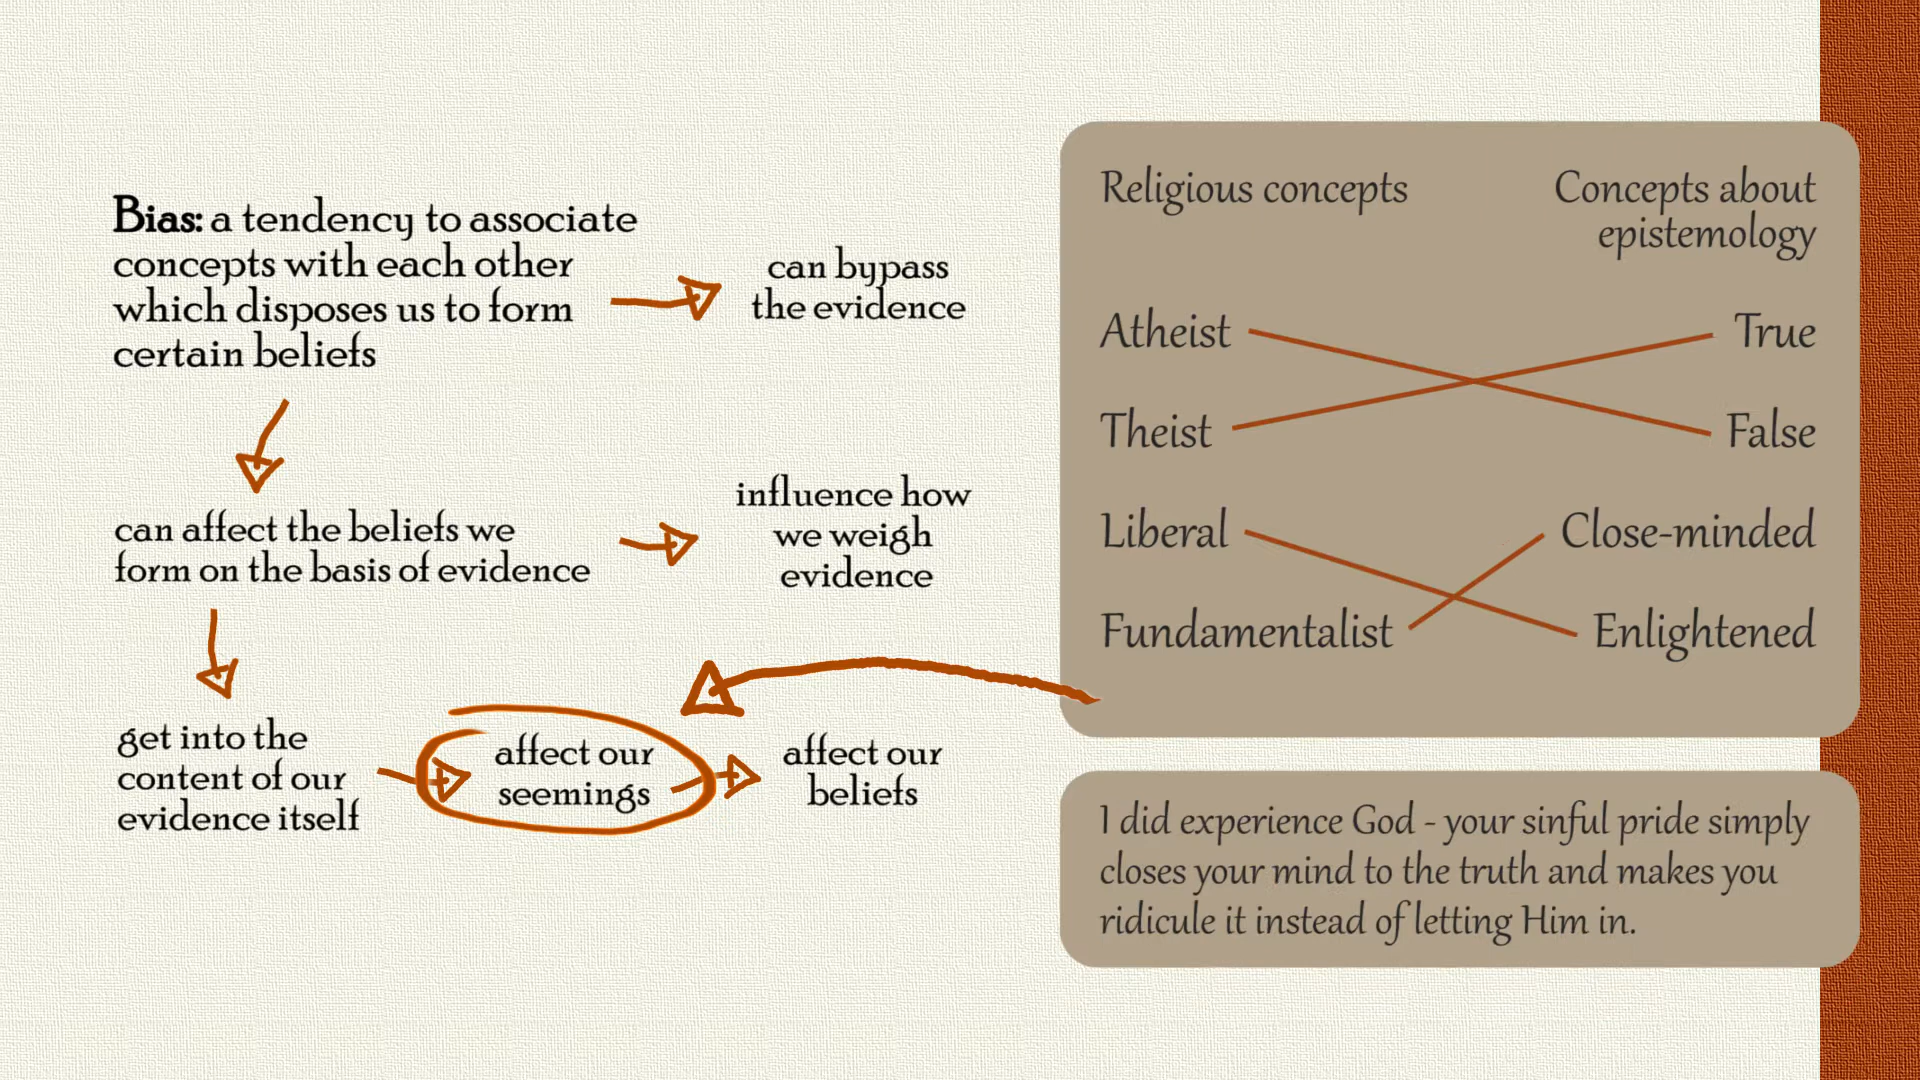 Bias: a tendency to associate
concepts with each other
which disposes us to form
certain beliefs
can bypass
the evidence
can affect the beliefs we
form on the basis of evidence
influence how
we weigh
evidence
get into the
content of our
evidence itself
affect our
seemings
affect our
beliefs
Religious concepts
Concepts about
epistemology
Atheist
True
Theist
False
Liberal
Close-minded
Fundamentalist
Enlightened
I did experience God - your sinful pride simply
closes your mind to the truth and makes you
ridicule it instead of letting Him in.